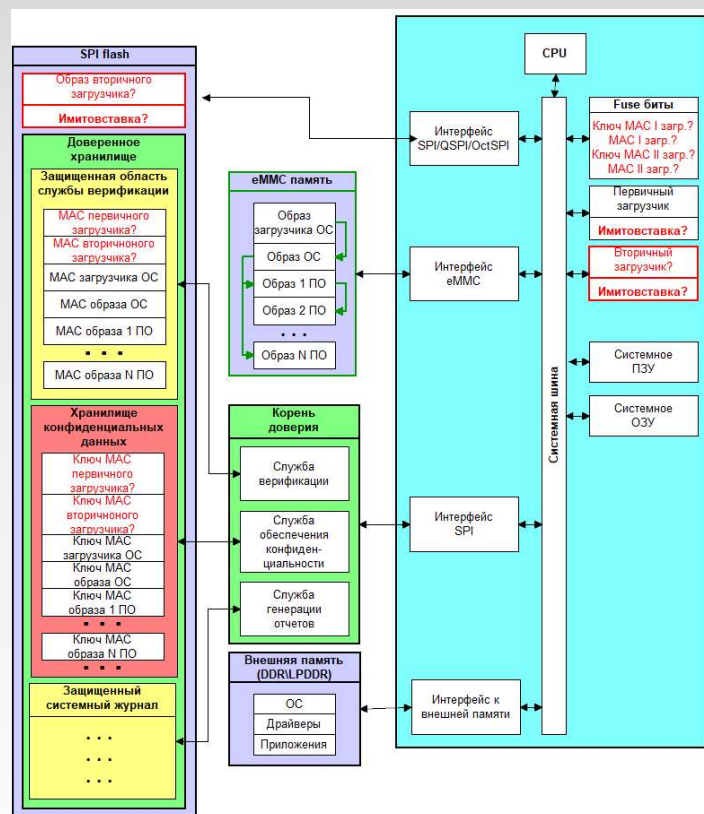 SPI flash
Образ вторичного
загрузчика?
Имитовставка?
Доверенное
хранилище
Защищенная область
службы верификации
MAC первичного
загрузчика?
MAC вторичноного
загрузчика?
MAC загрузчика ОС
MAC образа ОС
MAC образа 1 ПО
. . .
MAC образа N ПО
Хранилище
конфиденциальных
данных
Ключ MAC
первичного
загрузчика?
Ключ MAC
вторичноного
загрузчика?
Ключ MAC
загрузчика ОС
Ключ MAC
образа ОС
Ключ MAC
образа 1 ПО
. . .
Ключ MAC
образа N ПО
. . .
Защищенный
системный журнал
. . .
. . .
. . .
eMMC память
Образ
загрузчика ОС
Образ ОС
Образ 1 ПО
Образ 2 ПО
. . .
Образ N ПО
Корень
доверия
Служба
верификации
Служба
обеспечения
конфиден-
циальности
Служба
генерации
отчетов
Внешняя память
(DDR\LPDDR)
ОС
Драйверы
Приложения
CPU
Интерфейс
SPI/QSPI/OctSPI
Интерфейс
eMMC
Интерфейс
SPI
Интерфейс к
внешней памяти
Системная шина
Fuse биты
Ключ MAC I загр.?
MAC I загр.?
Ключ MAC II загр.?
MAC II загр.?
Первичный
загрузчик
Имитовставка?
Вторичный
загрузчик?
Имитовставка?
Системное
ПЗУ
Системное
ОЗУ